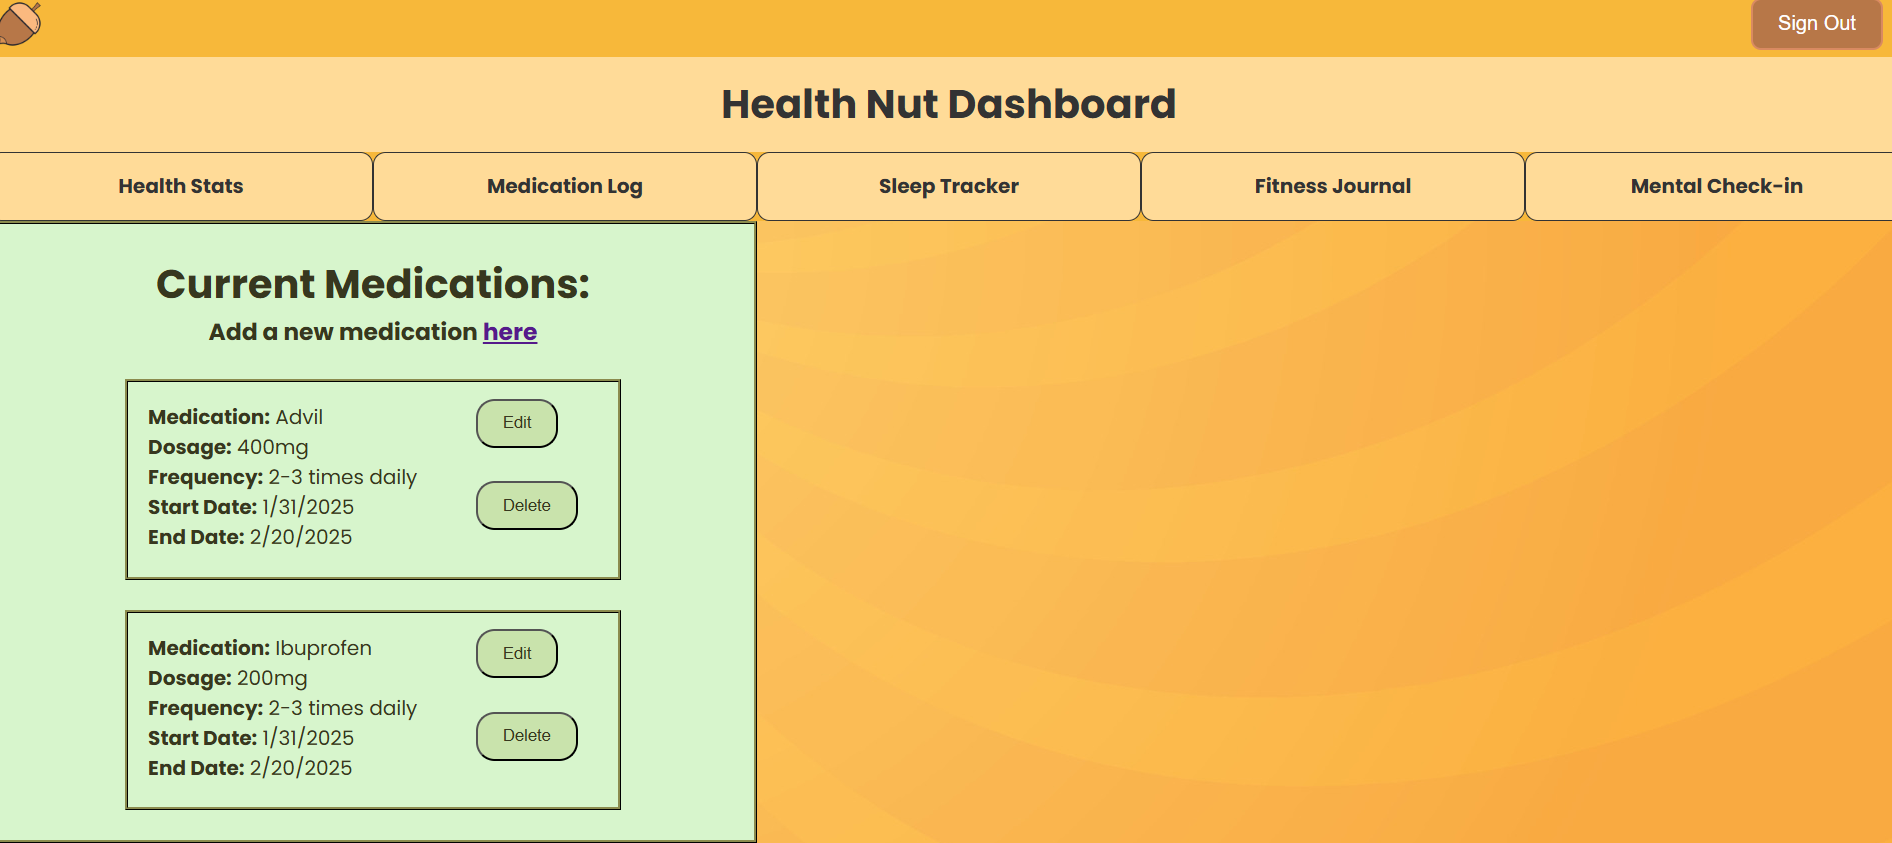 Sign Out
Health Nut Dashboard
Health Stats
Medication Log
Sleep Tracker
Fitness Journal
Mental Check-in
Current Medications:
Add a new medication here
Medication: Advil
Dosage: 400mg
Frequency: 2-3 times daily
Start Date: 1/31/2025
End Date: 2/20/2025
Edit
Delete
Medication: Ibuprofen
Dosage: 200mg
Frequency: 2-3 times daily
Start Date: 1/31/2025
End Date: 2/20/2025
Edit
Delete